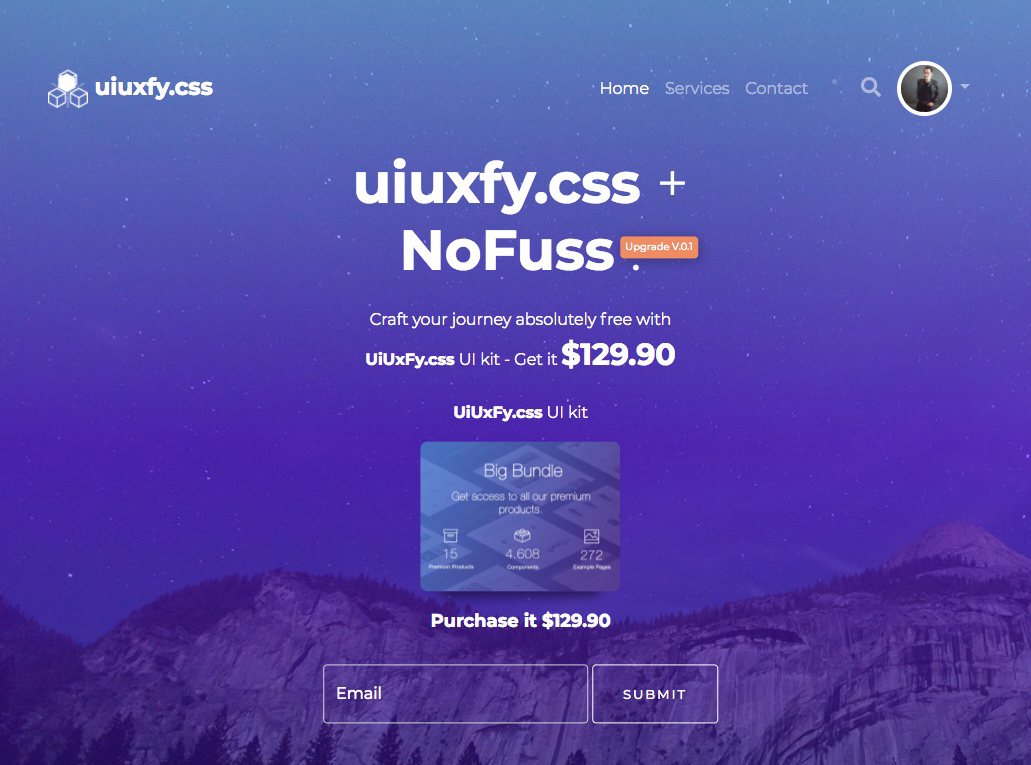 uiuxfy.css
Home Services Contact
uiuxfy.css +
NoFuss Upgrade V.0.1 .
Craft your journey absolutely free with
UiUxFy.css UI kit - Get it $129.90
UiUxFy.css UI kit
Big Bundle
Get access to all our premium
products.
15 4.608 272
Premium Products Components Example Pages
Purchase it $129.90
Email SUBMIT